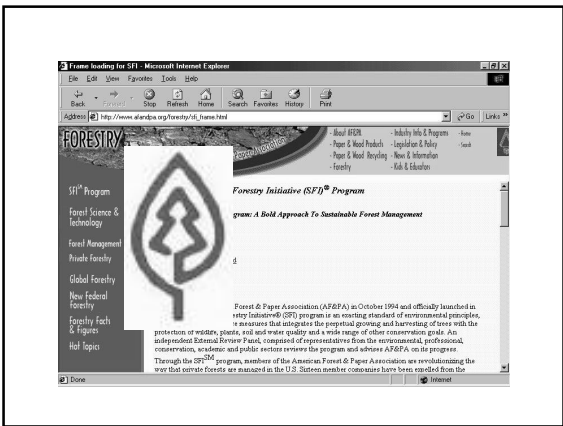 Frame loading for SFI - Microsoft Internet Explorer
File Edit View Favorites Tools Help
Back Forward Stop Refresh Home Search Favorites History Print
Address http://www.afandpa.org/forestry/sfi_frame.html Go Links »
FORESTRY
Paper Association
- About AF&PA
- Paper & Wood Products
- Paper & Wood Recycling
- Forestry
- Industry Info & Programs
- Legislation & Policy
- News & Information
- Kids & Educators
- Home
- Search
SFI℠ Program
Forest Science &
Technology
Forest Management
Private Forestry
Global Forestry
New Federal
Forestry
Forestry Facts
& Figures
Hot Topics
Forestry Initiative (SFI)® Program
gram: A Bold Approach To Sustainable Forest Management
d
Forest & Paper Association (AF&PA) in October 1994 and officially launched in
estry Initiative® (SFI) program is an exacting standard of environmental principles,
e measures that integrates the perpetual growing and harvesting of trees with the
protection of wildlife, plants, soil and water quality and a wide range of other conservation goals. An
independent External Review Panel, comprised of representatives from the environmental, professional,
conservation, academic and public sectors reviews the program and advises AF&PA on its progress.
Through the SFI℠ program, members of the American Forest & Paper Association are revolutionizing the
way that private forests are managed in the U.S. Sixteen member companies have been expelled from the
Done Internet